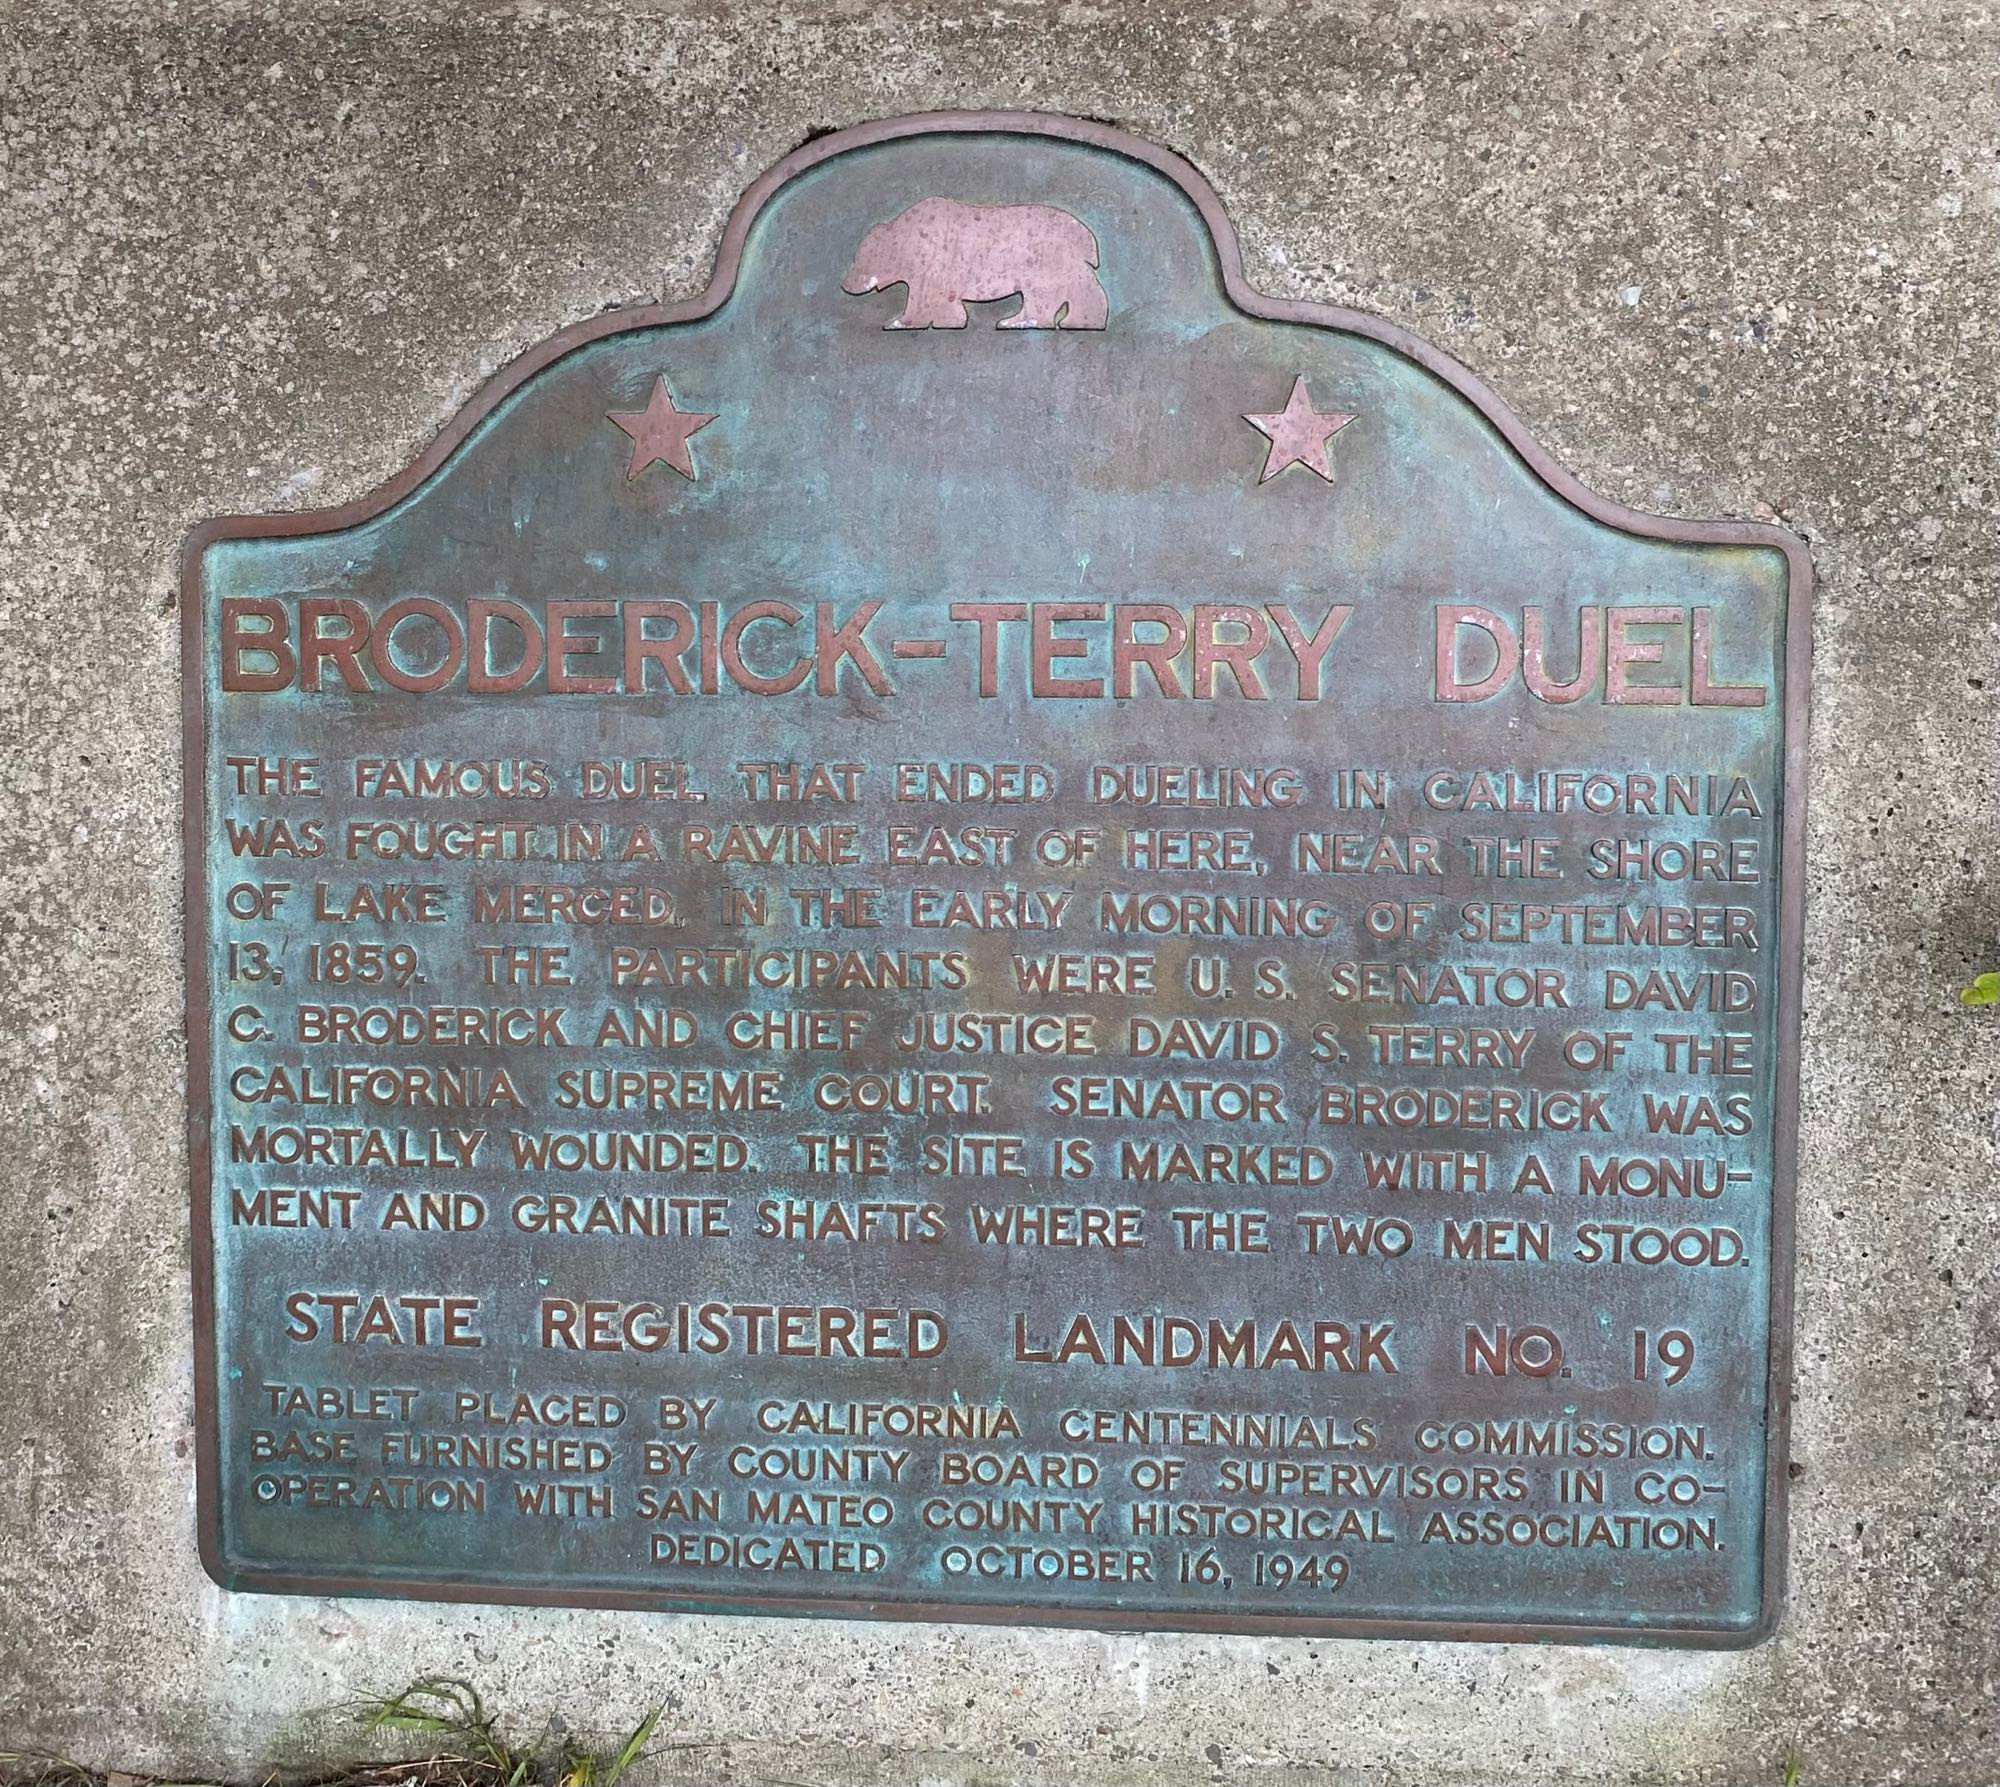 BRODERICK-TERRY DUEL
THE FAMOUS DUEL THAT ENDED DUELING IN CALIFORNIA
WAS FOUGHT IN A RAVINE EAST OF HERE, NEAR THE SHORE
OF LAKE MERCED, IN THE EARLY MORNING OF SEPTEMBER
13, 1859. THE PARTICIPANTS WERE U. S. SENATOR DAVID
C. BRODERICK AND CHIEF JUSTICE DAVID S. TERRY OF THE
CALIFORNIA SUPREME COURT. SENATOR BRODERICK WAS
MORTALLY WOUNDED. THE SITE IS MARKED WITH A MONU-
MENT AND GRANITE SHAFTS WHERE THE TWO MEN STOOD.
STATE REGISTERED LANDMARK NO. 19
TABLET PLACED BY CALIFORNIA CENTENNIALS COMMISSION.
BASE FURNISHED BY COUNTY BOARD OF SUPERVISORS IN CO-
OPERATION WITH SAN MATEO COUNTY HISTORICAL ASSOCIATION.
DEDICATED OCTOBER 16, 1949